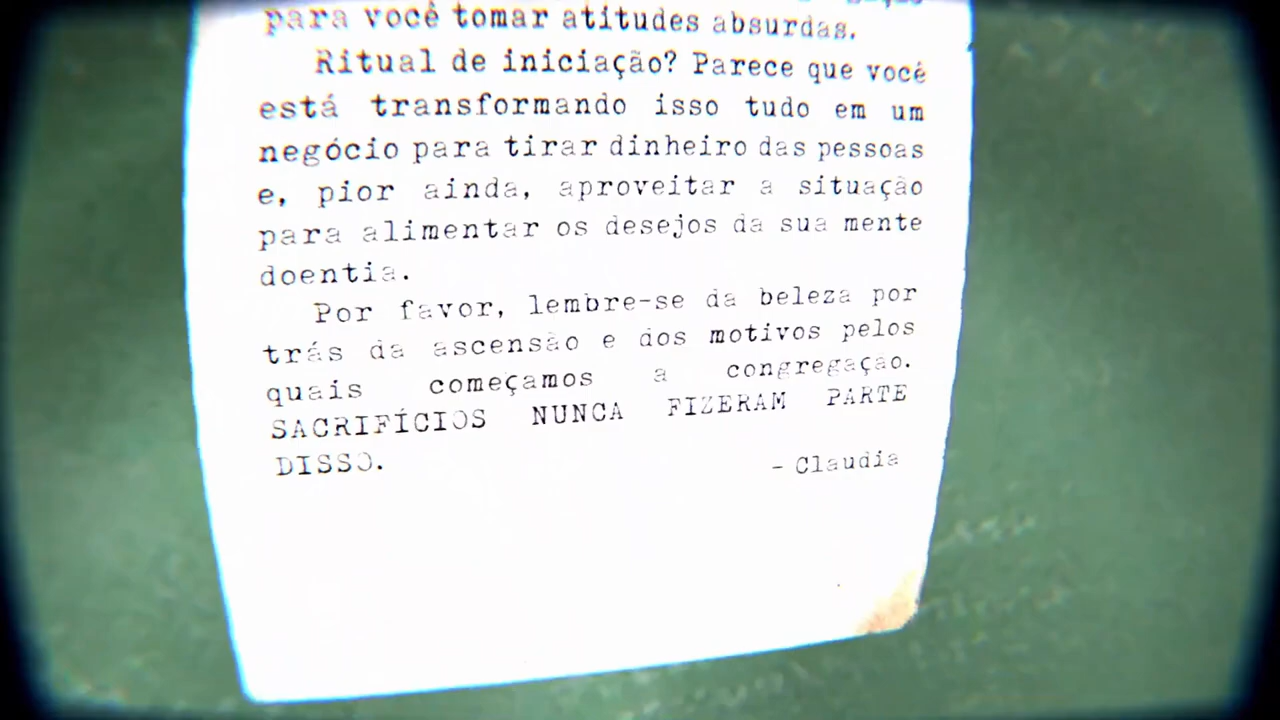 para você tomar atitudes absurdas.
Ritual de iniciação? Parece que você
está transformando isso tudo em um
negócio para tirar dinheiro das pessoas
e, pior ainda, aproveitar a situação
para alimentar os desejos da sua mente
doentia.
Por favor, lembre-se da beleza por
trás da ascensão e dos motivos pelos
quais começamos a congregação.
SACRIFÍCIOS NUNCA FIZERAM PARTE
DISSO.
- Claudia